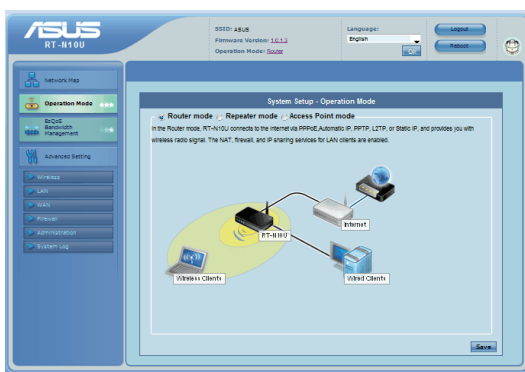 ASUS
RT-N10U
SSID: ASUS
Firmware Version: 1.0.1.3
Operation Mode: Router
Language:
English
Logout
Reboot
Network Map
Operation Mode
EzQoS
Bandwidth
Management
Advanced Setting
Wireless
LAN
WAN
Firewall
Administration
System Log
System Setup - Operation Mode
Router mode Repeater mode Access Point mode
In the Router mode, RT-N10U connects to the Internet via PPPoE,Automatic IP, PPTP, L2TP, or Static IP, and provides you with
wireless radio signal. The NAT, firewall, and IP sharing services for LAN clients are enabled.
Internet
RT-N10U
Wireless Clients
Wired Clients
Save